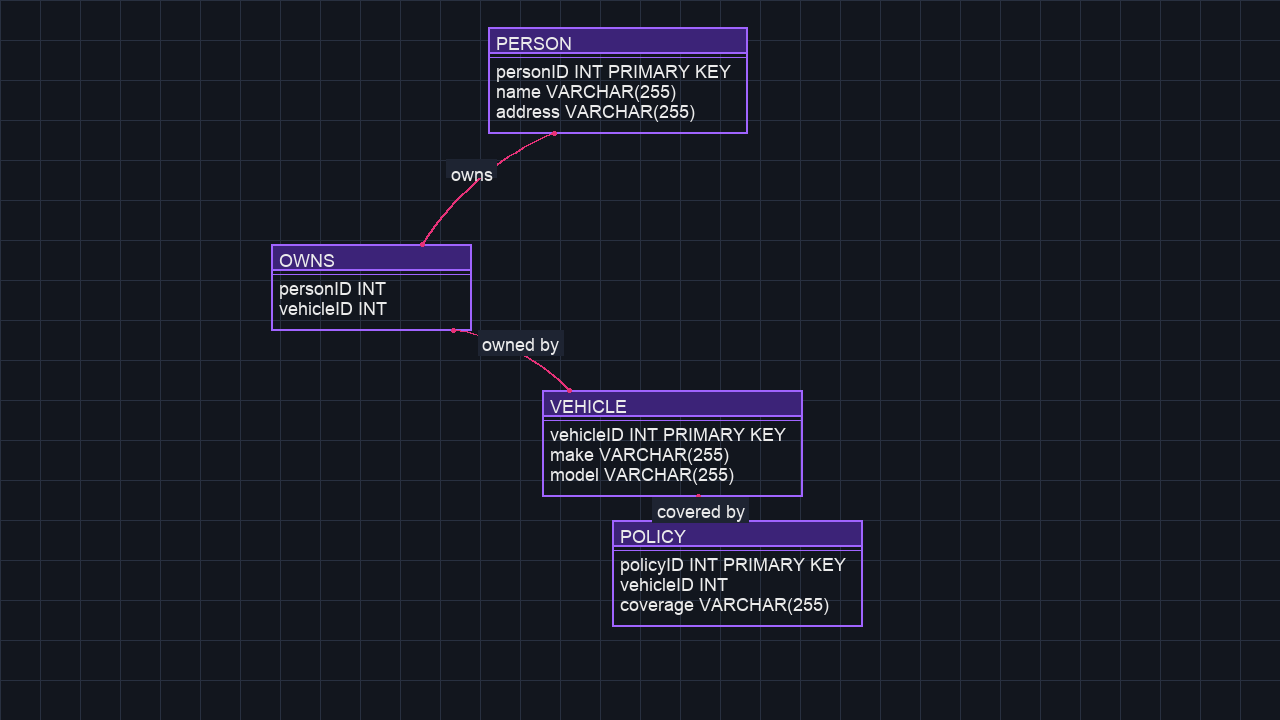 PERSON
personID INT PRIMARY KEY
name VARCHAR(255)
address VARCHAR(255)
owns
OWNS
personID INT
vehicleID INT
owned by
VEHICLE
vehicleID INT PRIMARY KEY
make VARCHAR(255)
model VARCHAR(255)
covered by
POLICY
policyID INT PRIMARY KEY
vehicleID INT
coverage VARCHAR(255)